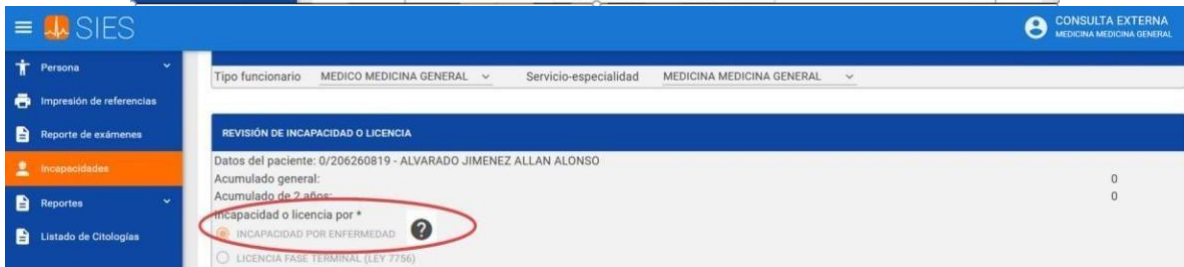 SIES
CONSULTA EXTERNA
MEDICINA MEDICINA GENERAL
Persona
Impresión de referencias
Reporte de exámenes
Incapacidades
Reportes
Listado de Citologías
Tipo funcionario MEDICO MEDICINA GENERAL Servicio-especialidad MEDICINA MEDICINA GENERAL
REVISIÓN DE INCAPACIDAD O LICENCIA
Datos del paciente: 0/206260819 - ALVARADO JIMENEZ ALLAN ALONSO
Acumulado general: 0
Acumulado de 2 años: 0
Incapacidad o licencia por *
INCAPACIDAD POR ENFERMEDAD ?
LICENCIA FASE TERMINAL (LEY 7756)